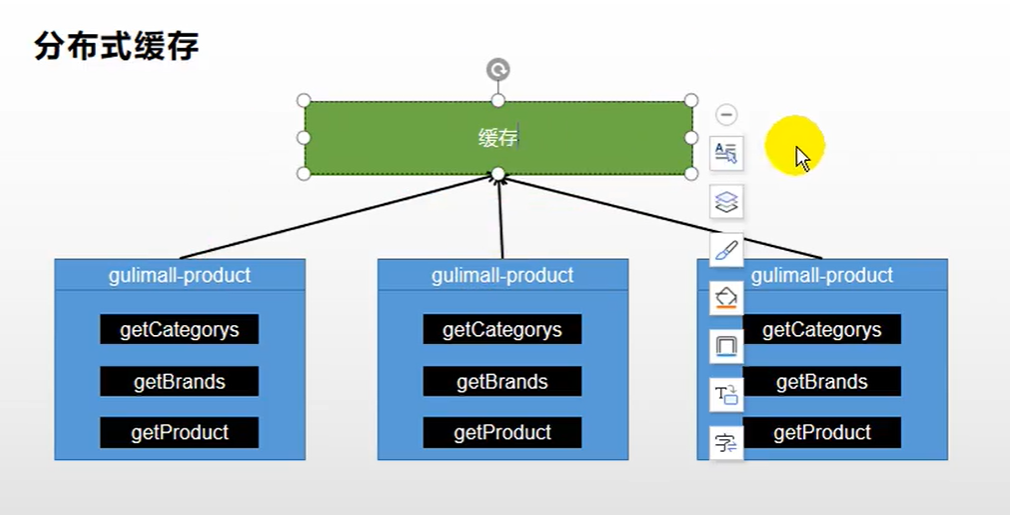 分布式缓存
缓存
gulimall-product
getCategorys
getBrands
getProduct
gulimall-product
getCategorys
getBrands
getProduct
gulimall-product
getCategorys
getBrands
getProduct
A
T
字